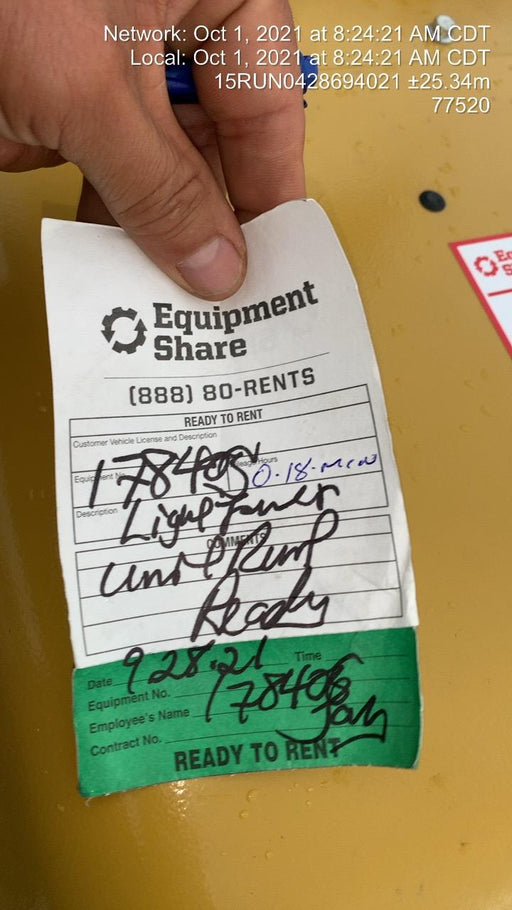 Network: Oct 1, 2021 at 8:24:21 AM CDT
Local: Oct 1, 2021 at 8:24:21 AM CDT
15RUN0428694021 ±25.34m
77520
Equipment
Share
(888) 80-RENTS
READY TO RENT
Customer Vehicle License and Description
Equipment No. Hours
Description Light Tower
COMMENTS
Unit Rent
Ready
Date 9 28.21 Time
Equipment No. 178406
Employee's Name
Contract No.
READY TO RENT